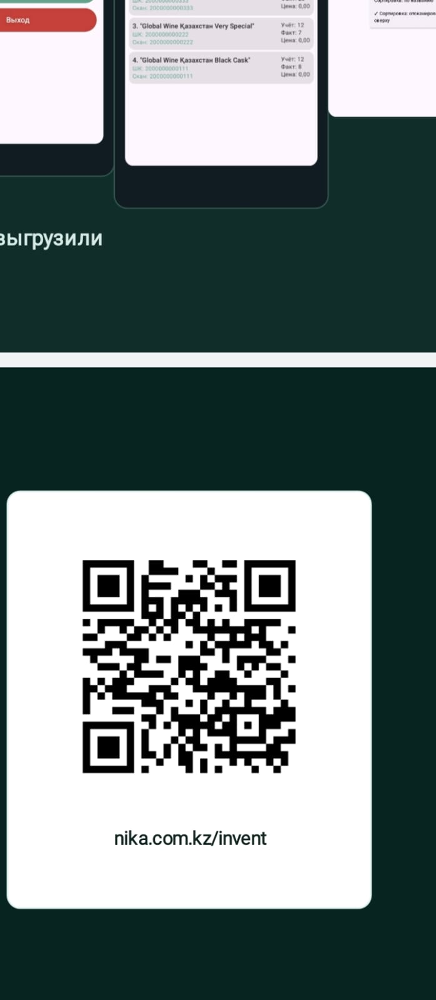 ШК: 2000000000333
Скан: 2000000000333
Цена: 0,00
Выход
3. "Global Wine Қазахстан Very Special"
ШК: 2000000000222
Скан: 2000000000222
Учёт: 12
Факт: 7
Цена: 0,00
4. "Global Wine Қазахстан Black Cask"
ШК: 2000000000111
Скан: 2000000000111
Учёт: 12
Факт: 8
Цена: 0,00
Сортировка: по названию
✓ Сортировка: отсканиров
сверху
выгрузили
nika.com.kz/invent